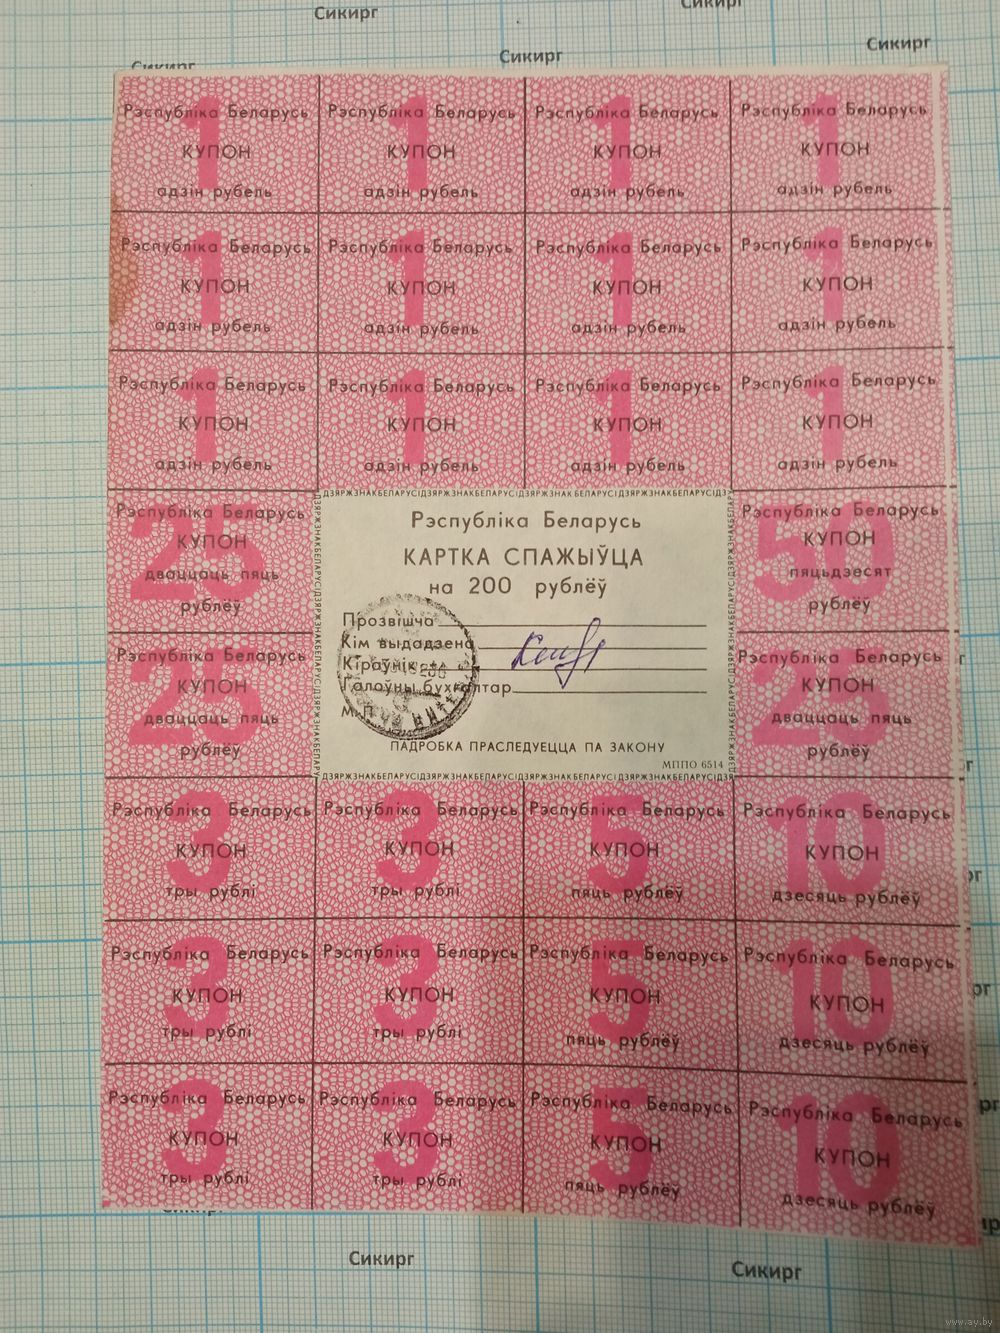 Сикирг
Сикирг
Сикирг
Сикирг
Сикирг
Рэспубліка Беларусь Рэспубліка Беларусь Рэспубліка Беларусь Рэспубліка Беларусь
1 1 1 1
КУПОН КУПОН КУПОН КУПОН
адзін рубель адзін рубель адзін рубель адзін рубель
Рэспубліка Беларусь Рэспубліка Беларусь Рэспубліка Беларусь Рэспубліка Беларусь
1 1 1 1
КУПОН КУПОН КУПОН КУПОН
адзін рубель адзін рубель адзін рубель адзін рубель
Рэспубліка Беларусь Рэспубліка Беларусь Рэспубліка Беларусь Рэспубліка Беларусь
1 1 1 1
КУПОН КУПОН КУПОН КУПОН
адзін рубель адзін рубель адзін рубель адзін рубель
Рэспубліка Беларусь
25
КУПОН
дваццаць пяць
рублёў
Рэспубліка Беларусь
25
КУПОН
дваццаць пяць
рублёў
ДЗЯРЖЗНАКБЕЛАРУСІДЗЯРЖЗНАКБЕЛАРУСІДЗЯРЖЗНАКБЕЛАРУСІДЗЯРЖЗНАКБЕЛАРУСІДЗУ
Рэспубліка Беларусь
КАРТКА СПАЖЫЎЦА
на 200 рублёў
Прозвішча
Кім выдадзена
Кіраўнік
Галоўны бухгалтар
М.П.
ПАДРОБКА ПРАСЛЕДУЕЦЦА ПА ЗАКОНУ
МППО 6514
ДЗЯРЖЗНАКБЕЛАРУСІДЗЯРЖЗНАКБЕЛАРУСІДЗЯРЖЗНАКБЕЛАРУСІДЗЯРЖЗНАКБЕЛАРУСІДЗЯ
Рэспубліка Беларусь
50
КУПОН
пяцьдзесят
рублёў
Рэспубліка Беларусь
25
КУПОН
дваццаць пяць
рублёў
Рэспубліка Беларусь Рэспубліка Беларусь Рэспубліка Беларусь Рэспубліка Беларусь
3 3 5 10
КУПОН КУПОН КУПОН КУПОН
тры рублі тры рублі пяць рублёў дзесяць рублёў
Рэспубліка Беларусь Рэспубліка Беларусь Рэспубліка Беларусь Рэспубліка Беларусь
3 3 5 10
КУПОН КУПОН КУПОН КУПОН
тры рублі тры рублі пяць рублёў дзесяць рублёў
Рэспубліка Беларусь Рэспубліка Беларусь Рэспубліка Беларусь Рэспубліка Беларусь
3 3 5 10
КУПОН КУПОН КУПОН КУПОН
тры рублі тры рублі пяць рублёў дзесяць рублёў
Сикирг
Сикирг
www.ay.by